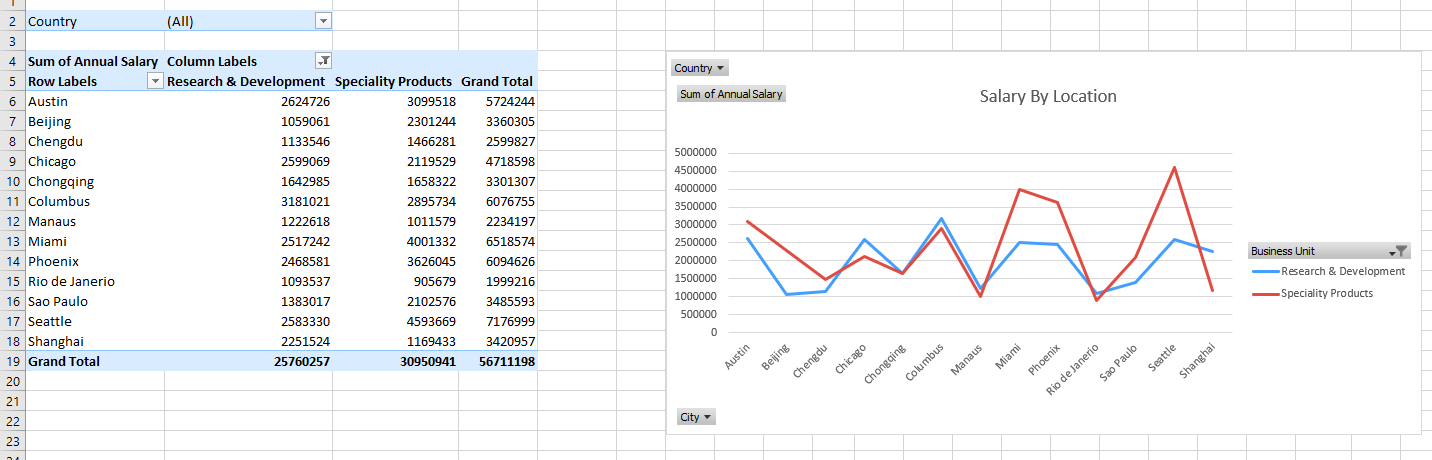 1
2 Country (All)
3
4 Sum of Annual Salary Column Labels
5 Row Labels Research & Development Speciality Products Grand Total
6 Austin 2624726 3099518 5724244
7 Beijing 1059061 2301244 3360305
8 Chengdu 1133546 1466281 2599827
9 Chicago 2599069 2119529 4718598
10 Chongqing 1642985 1658322 3301307
11 Columbus 3181021 2895734 6076755
12 Manaus 1222618 1011579 2234197
13 Miami 2517242 4001332 6518574
14 Phoenix 2468581 3626045 6094626
15 Rio de Janerio 1093537 905679 1999216
16 Sao Paulo 1383017 2102576 3485593
17 Seattle 2583330 4593669 7176999
18 Shanghai 2251524 1169433 3420957
19 Grand Total 25760257 30950941 56711198
20
21
22
23
Country
Sum of Annual Salary
Salary By Location
5000000
4500000
4000000
3500000
3000000
2500000
2000000
1500000
1000000
500000
0
Austin
Beijing
Chengdu
Chicago
Chongqing
Columbus
Manaus
Miami
Phoenix
Rio de Janerio
Sao Paulo
Seattle
Shanghai
Business Unit
Research & Development
Speciality Products
City